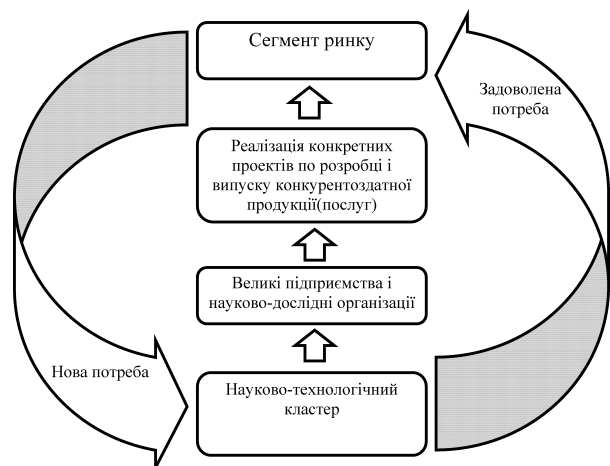 Сегмент ринку
Задоволена
потреба
Реалізація конкретних
проектів по розробці і
випуску конкурентоздатної
продукції(послуг)
Великі підприємства і
науково-дослідні організації
Нова потреба
Науково-технологічний
кластер